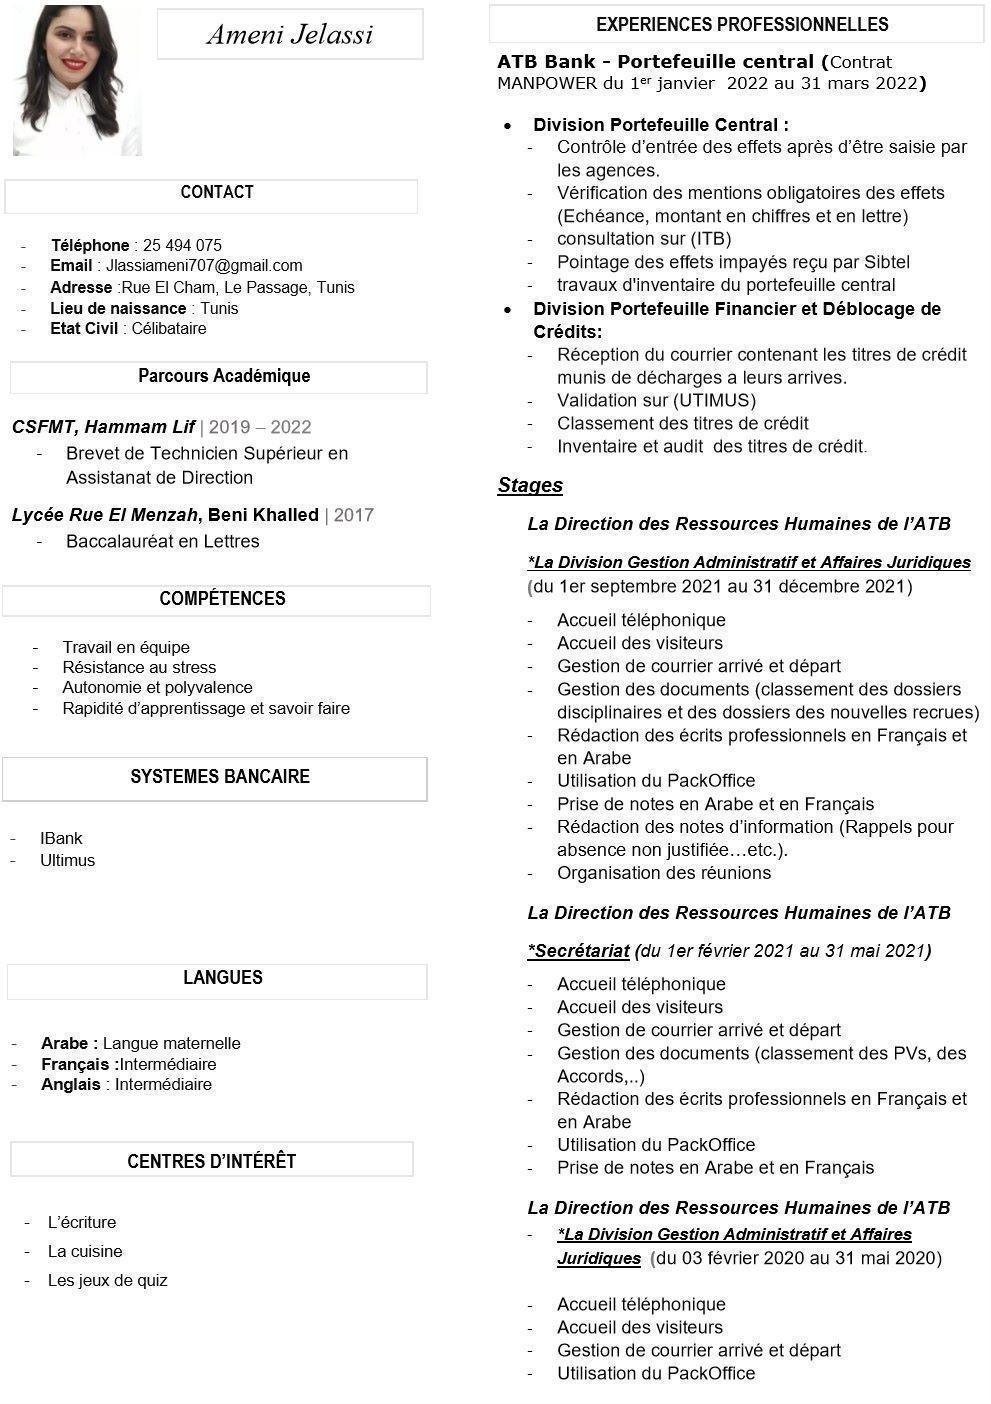 Ameni Jelassi
CONTACT
- Téléphone : 25 494 075
- Email : Jlassiameni707@gmail.com
- Adresse :Rue El Cham, Le Passage, Tunis
- Lieu de naissance : Tunis
- Etat Civil : Célibataire
Parcours Académique
CSFMT, Hammam Lif | 2019 – 2022
- Brevet de Technicien Supérieur en
Assistanat de Direction
Lycée Rue El Menzah, Beni Khalled | 2017
- Baccalauréat en Lettres
COMPÉTENCES
- Travail en équipe
- Résistance au stress
- Autonomie et polyvalence
- Rapidité d’apprentissage et savoir faire
SYSTEMES BANCAIRE
- IBank
- Ultimus
LANGUES
- Arabe : Langue maternelle
- Français :Intermédiaire
- Anglais : Intermédiaire
CENTRES D’INTÉRÊT
- L’écriture
- La cuisine
- Les jeux de quiz
EXPERIENCES PROFESSIONNELLES
ATB Bank - Portefeuille central (Contrat
MANPOWER du 1er janvier 2022 au 31 mars 2022)
• Division Portefeuille Central :
- Contrôle d’entrée des effets après d’être saisie par
les agences.
- Vérification des mentions obligatoires des effets
(Echéance, montant en chiffres et en lettre)
- consultation sur (ITB)
- Pointage des effets impayés reçu par Sibtel
- travaux d'inventaire du portefeuille central
• Division Portefeuille Financier et Déblocage de
Crédits:
- Réception du courrier contenant les titres de crédit
munis de décharges a leurs arrives.
- Validation sur (UTIMUS)
- Classement des titres de crédit
- Inventaire et audit des titres de crédit.
Stages
La Direction des Ressources Humaines de l’ATB
*La Division Gestion Administratif et Affaires Juridiques
(du 1er septembre 2021 au 31 décembre 2021)
- Accueil téléphonique
- Accueil des visiteurs
- Gestion de courrier arrivé et départ
- Gestion des documents (classement des dossiers
disciplinaires et des dossiers des nouvelles recrues)
- Rédaction des écrits professionnels en Français et
en Arabe
- Utilisation du PackOffice
- Prise de notes en Arabe et en Français
- Rédaction des notes d’information (Rappels pour
absence non justifiée…etc.).
- Organisation des réunions
La Direction des Ressources Humaines de l’ATB
*Secrétariat (du 1er février 2021 au 31 mai 2021)
- Accueil téléphonique
- Accueil des visiteurs
- Gestion de courrier arrivé et départ
- Gestion des documents (classement des PVs, des
Accords,..)
- Rédaction des écrits professionnels en Français et
en Arabe
- Utilisation du PackOffice
- Prise de notes en Arabe et en Français
La Direction des Ressources Humaines de l’ATB
- *La Division Gestion Administratif et Affaires
Juridiques (du 03 février 2020 au 31 mai 2020)
- Accueil téléphonique
- Accueil des visiteurs
- Gestion de courrier arrivé et départ
- Utilisation du PackOffice